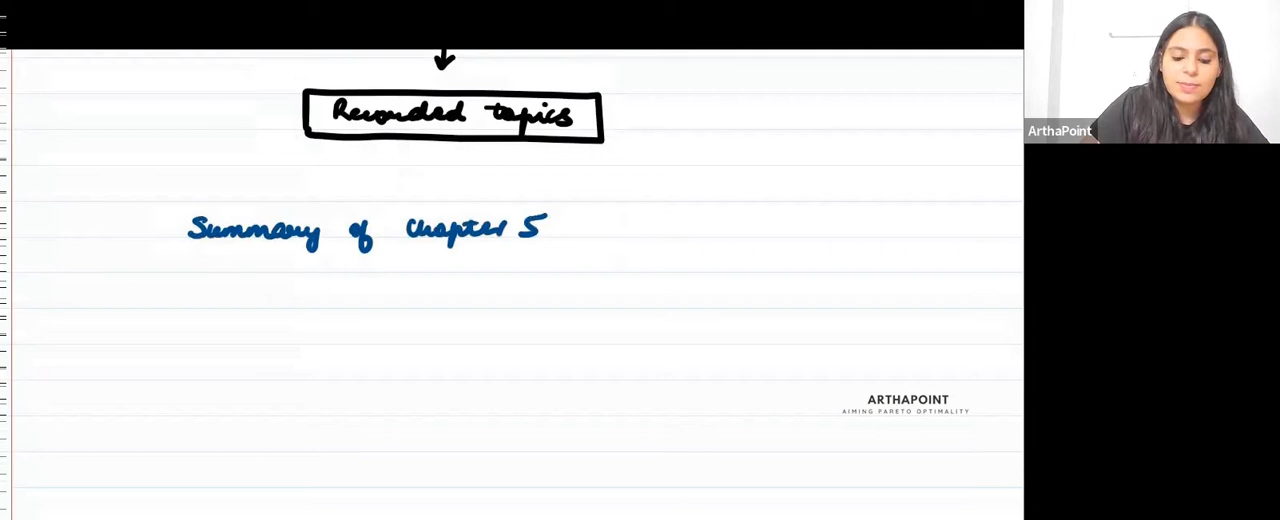 Recorded topics
ArthaPoint
Summary of Chapter 5
ARTHAPOINT
AIMING PARETO OPTIMALITY